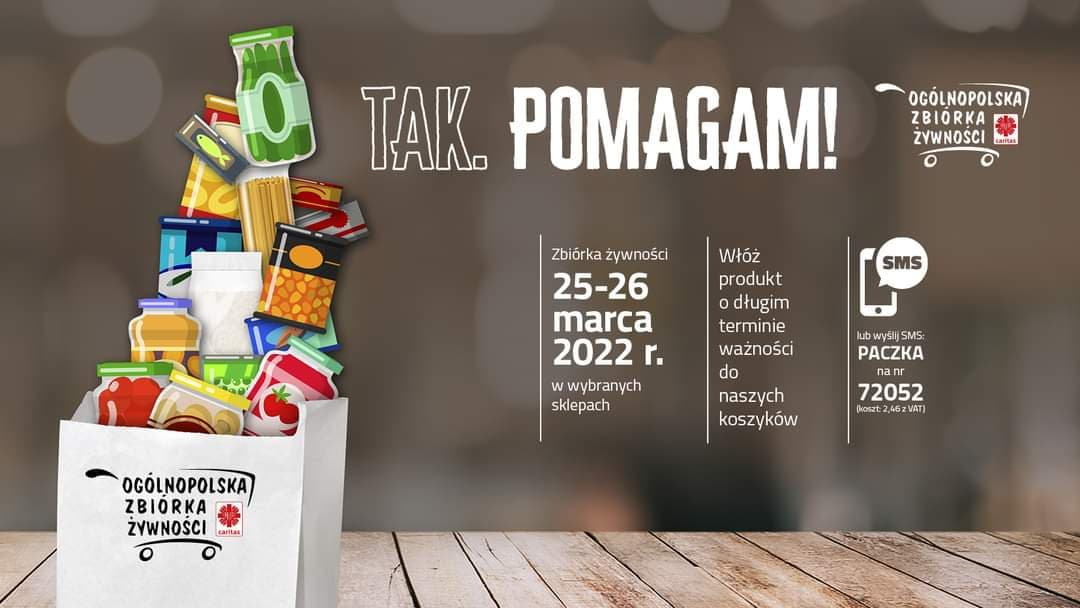 TAK. POMAGAM!
OGÓLNOPOLSKA
ZBIÓRKA
ŻYWNOŚCI
caritas
Zbiórka żywności
25-26
marca
2022 r.
w wybranych
sklepach
Włóż
produkt
o długim
terminie
ważności
do
naszych
koszyków
SMS
lub wyślij SMS:
PACZKA
na nr
72052
(koszt: 2,46 z VAT)
OGÓLNOPOLSKA
ZBIÓRKA
ŻYWNOŚCI
caritas